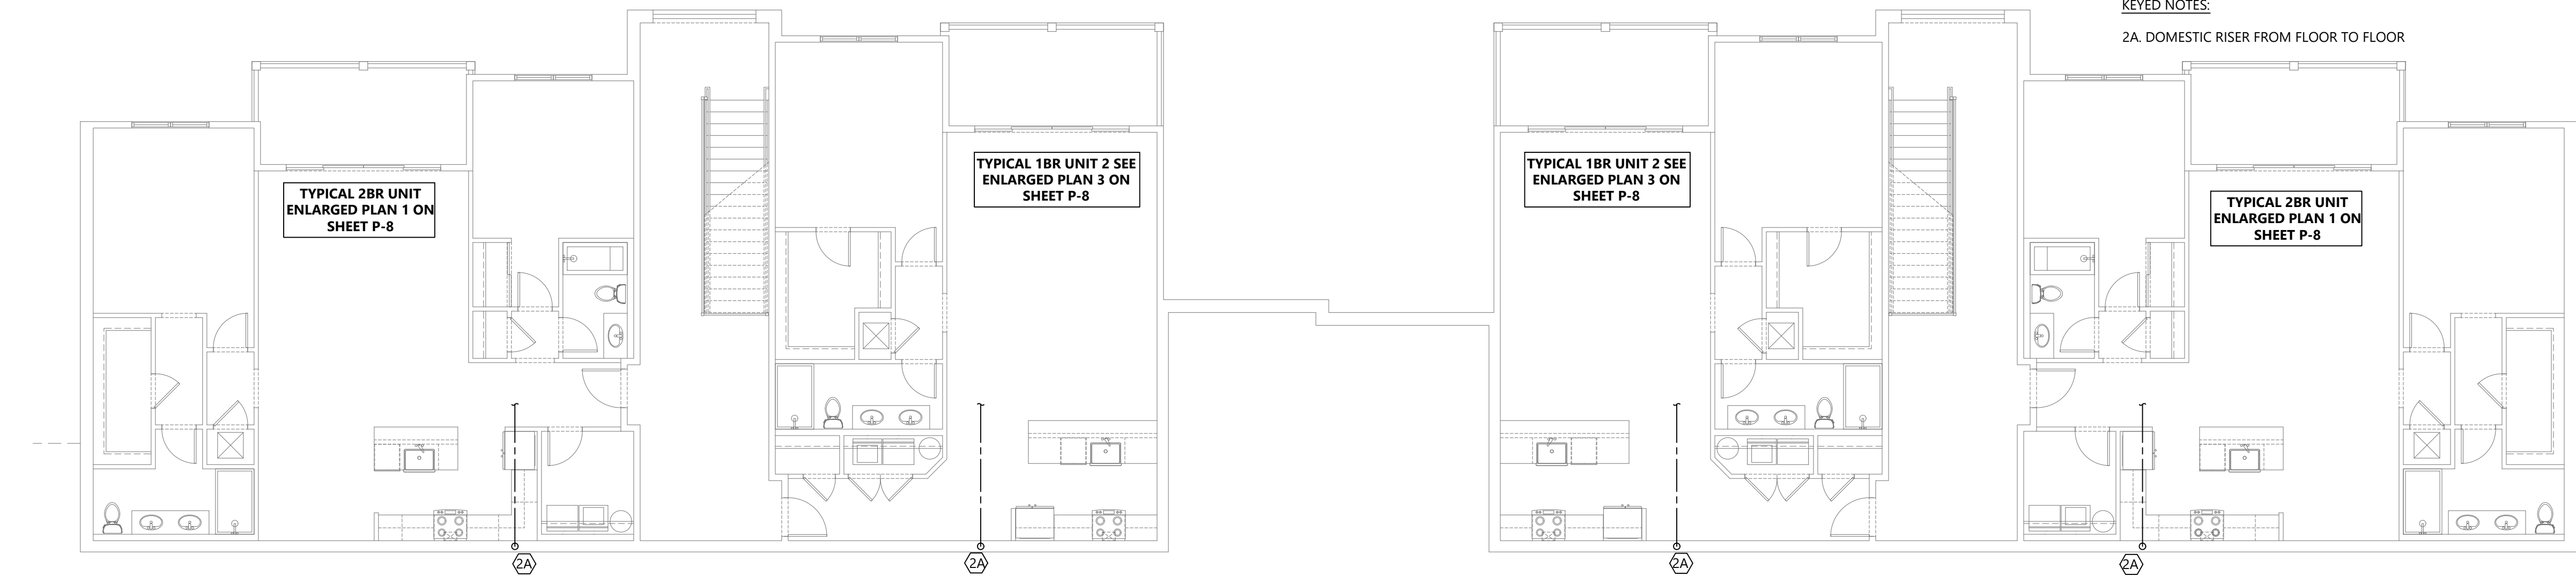 KEYED NOTES:
2A. DOMESTIC RISER FROM FLOOR TO FLOOR
TYPICAL 2BR UNIT
ENLARGED PLAN 1 ON
SHEET P-8
TYPICAL 1BR UNIT 2 SEE
ENLARGED PLAN 3 ON
SHEET P-8
TYPICAL 1BR UNIT 2 SEE
ENLARGED PLAN 3 ON
SHEET P-8
TYPICAL 2BR UNIT
ENLARGED PLAN 1 ON
SHEET P-8
2A
2A
2A
2A